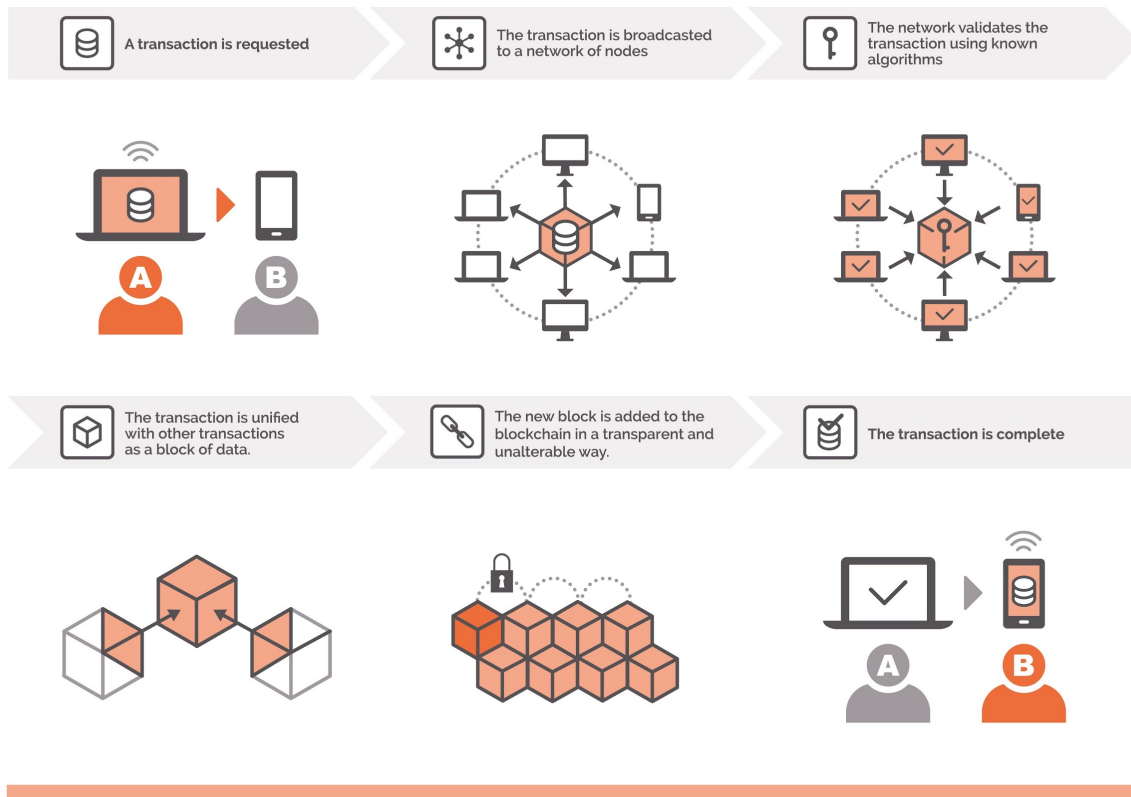 A transaction is requested
The transaction is broadcasted
to a network of nodes
The network validates the
transaction using known
algorithms
A
B
The transaction is unified
with other transactions
as a block of data.
The new block is added to the
blockchain in a transparent and
unalterable way.
The transaction is complete
A
B